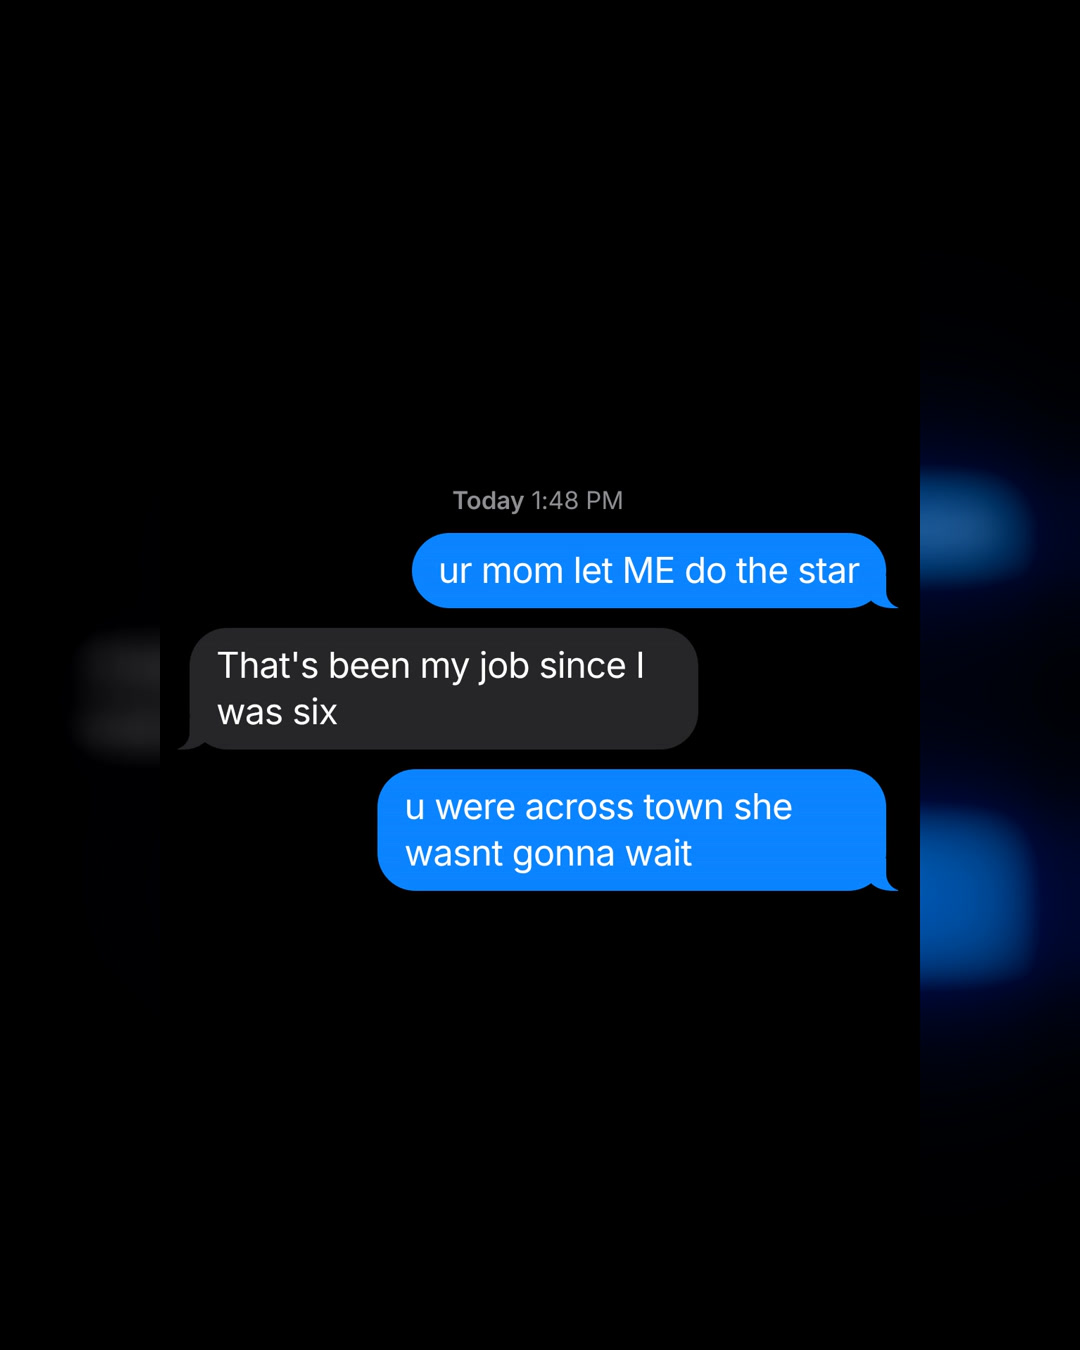 Today 1:48 PM
ur mom let ME do the star
That's been my job since I
was six
u were across town she
wasnt gonna wait